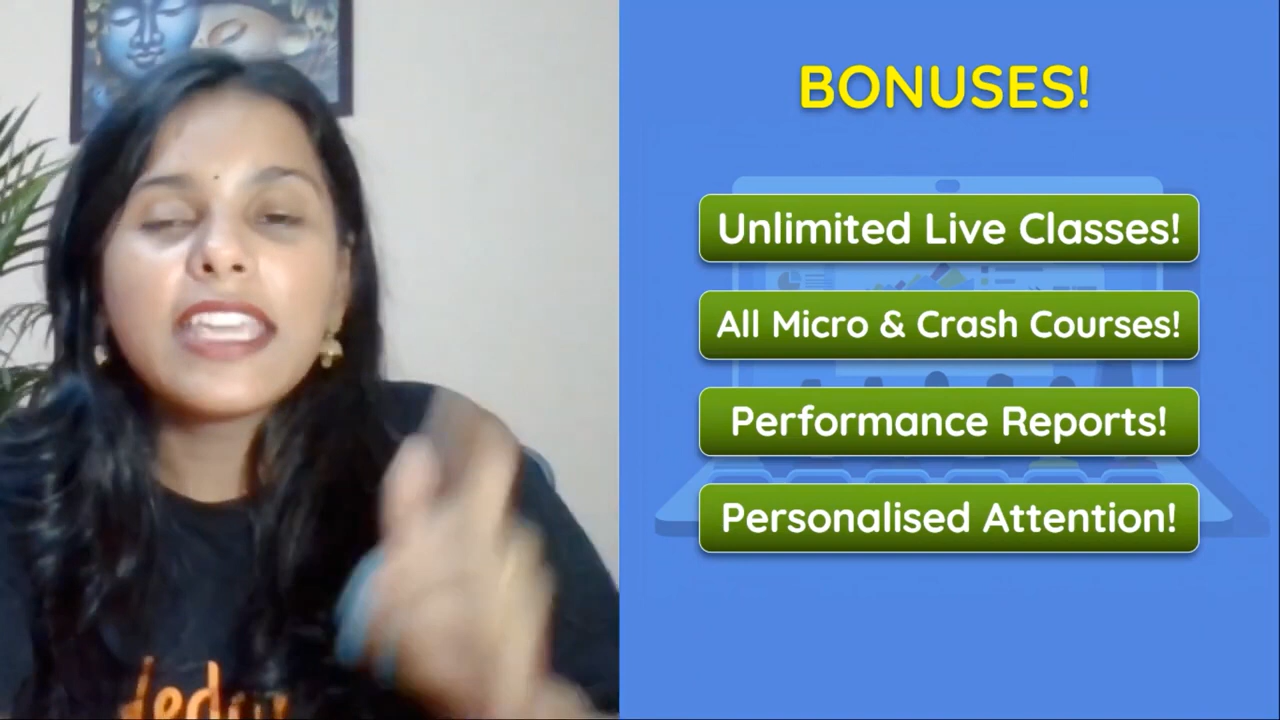 BONUSES!
Unlimited Live Classes!
All Micro & Crash Courses!
Performance Reports!
Personalised Attention!